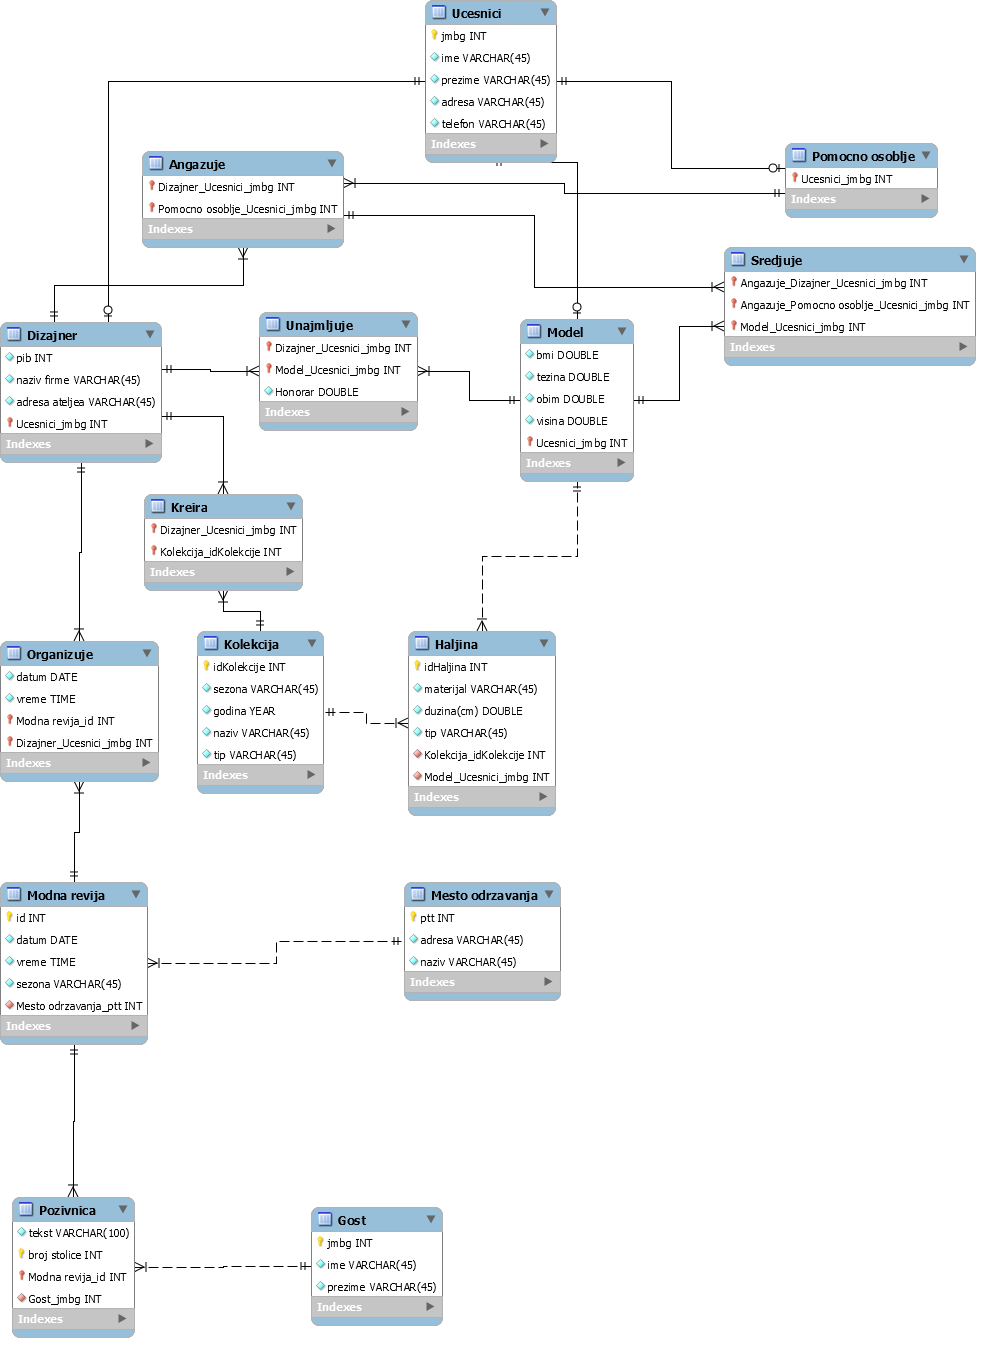 Ucesnici
jmbg INT
ime VARCHAR(45)
prezime VARCHAR(45)
adresa VARCHAR(45)
telefon VARCHAR(45)
Indexes
Angazuje
Dizajner_Ucesnici_jmbg INT
Pomocno osoblje_Ucesnici_jmbg INT
Indexes
Pomocno osoblje
Ucesnici_jmbg INT
Indexes
Sredjuje
Angazuje_Dizajner_Ucesnici_jmbg INT
Angazuje_Pomocno osoblje_Ucesnici_jmbg INT
Model_Ucesnici_jmbg INT
Indexes
Dizajner
pib INT
naziv firme VARCHAR(45)
adresa ateljea VARCHAR(45)
Ucesnici_jmbg INT
Indexes
Unajmljuje
Dizajner_Ucesnici_jmbg INT
Model_Ucesnici_jmbg INT
Honorar DOUBLE
Indexes
Model
bmi DOUBLE
tezina DOUBLE
obim DOUBLE
visina DOUBLE
Ucesnici_jmbg INT
Indexes
Kreira
Dizajner_Ucesnici_jmbg INT
Kolekcija_idKolekcije INT
Indexes
Organizuje
datum DATE
vreme TIME
Modna revija_id INT
Dizajner_Ucesnici_jmbg INT
Indexes
Kolekcija
idKolekcije INT
sezona VARCHAR(45)
godina YEAR
naziv VARCHAR(45)
tip VARCHAR(45)
Indexes
Haljina
idHaljina INT
materijal VARCHAR(45)
duzina(cm) DOUBLE
tip VARCHAR(45)
Kolekcija_idKolekcije INT
Model_Ucesnici_jmbg INT
Indexes
Modna revija
id INT
datum DATE
vreme TIME
sezona VARCHAR(45)
Mesto odrzavanja_ptt INT
Indexes
Mesto odrzavanja
ptt INT
adresa VARCHAR(45)
naziv VARCHAR(45)
Indexes
Pozivnica
tekst VARCHAR(100)
broj stolice INT
Modna revija_id INT
Gost_jmbg INT
Indexes
Gost
jmbg INT
ime VARCHAR(45)
prezime VARCHAR(45)
Indexes